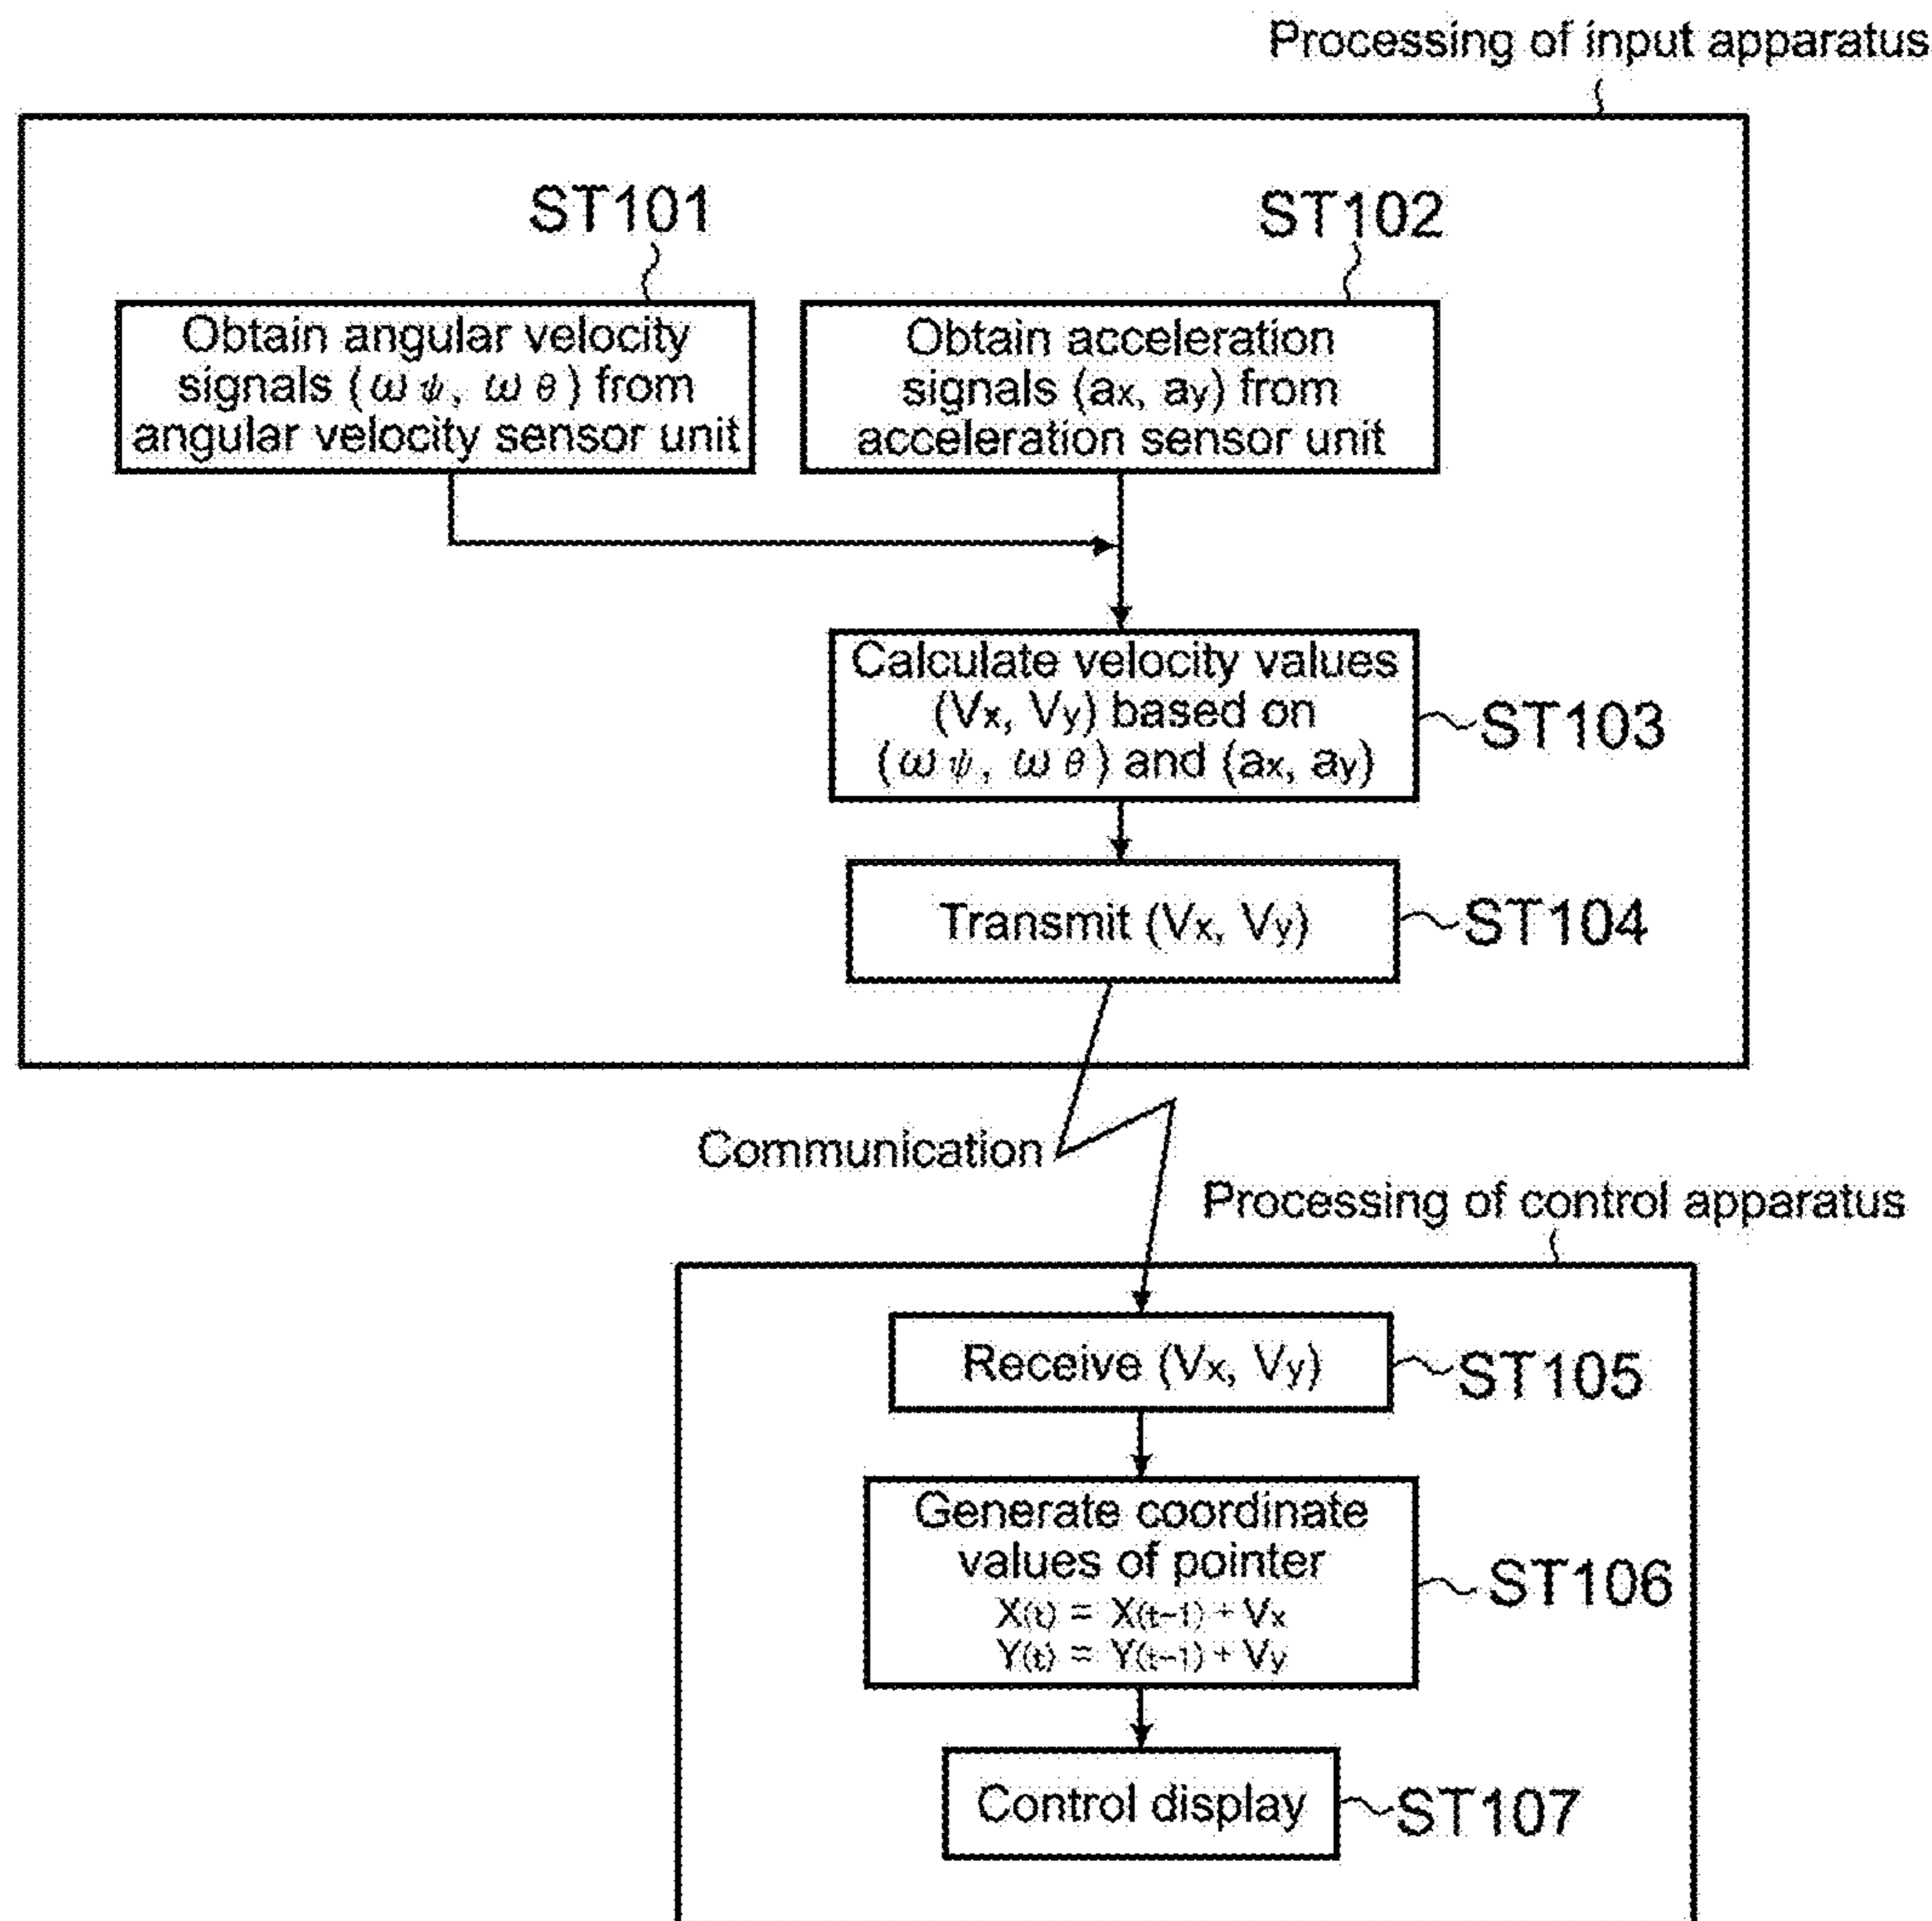 Processing of input apparatus
ST101
ST102
Obtain angular velocity
signals (ωψ, ωθ) from
angular velocity sensor unit
Obtain acceleration
signals (ax, ay) from
acceleration sensor unit
Calculate velocity values
(Vx, Vy) based on
(ωψ, ωθ) and (ax, ay)
ST103
Transmit (Vx, Vy)
ST104
Communication
Processing of control apparatus
Receive (Vx, Vy)
ST105
Generate coordinate
values of pointer
X(t) = X(t-1) + Vx
Y(t) = Y(t-1) + Vy
ST106
Control display
ST107